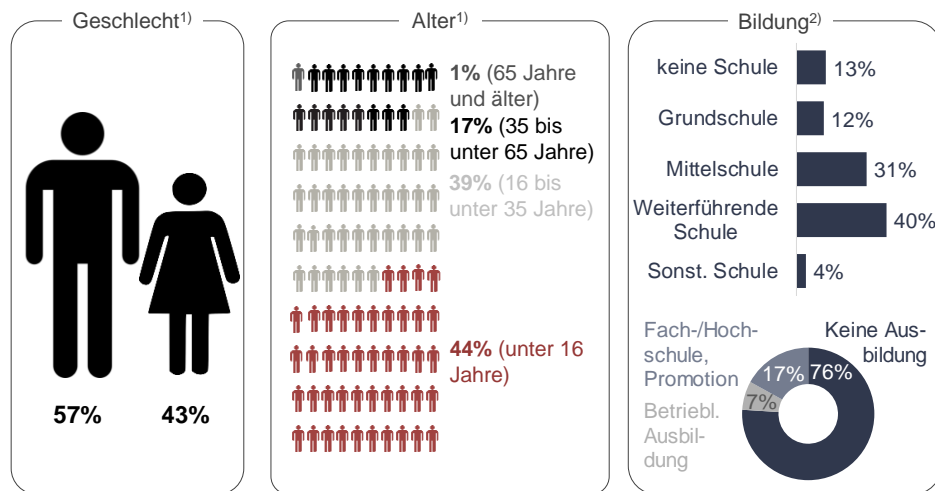 Geschlecht1)
57%
43%
Alter1)
1% (65 Jahre
und älter)
17% (35 bis
unter 65 Jahre)
39% (16 bis
unter 35 Jahre)
44% (unter 16
Jahre)
Bildung2)
keine Schule
13%
Grundschule
12%
Mittelschule
31%
Weiterführende
Schule
40%
Sonst. Schule
4%
Fach-/Hoch-
schule,
Promotion
Keine Aus-
bildung
17%
76%
7%
Betriebl.
Ausbil-
dung